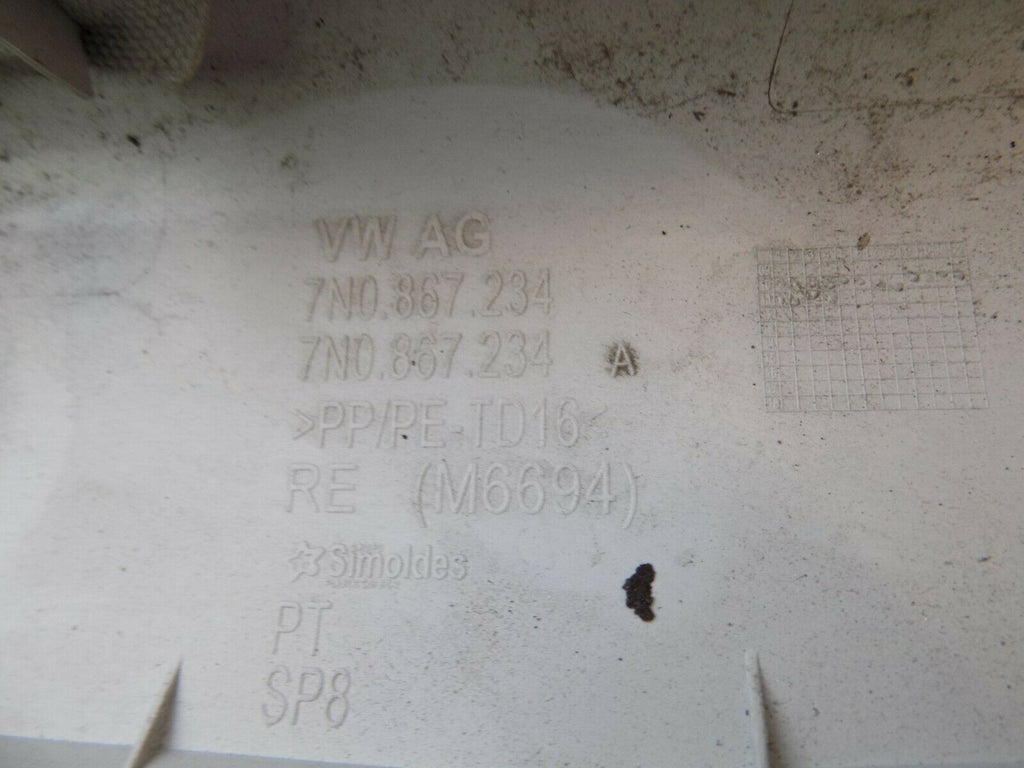 VW AG
7N0.867.234
7N0.867.234 A
>PP/PE-TD16<
RE (M6694)
Simoldes
PT
SP8